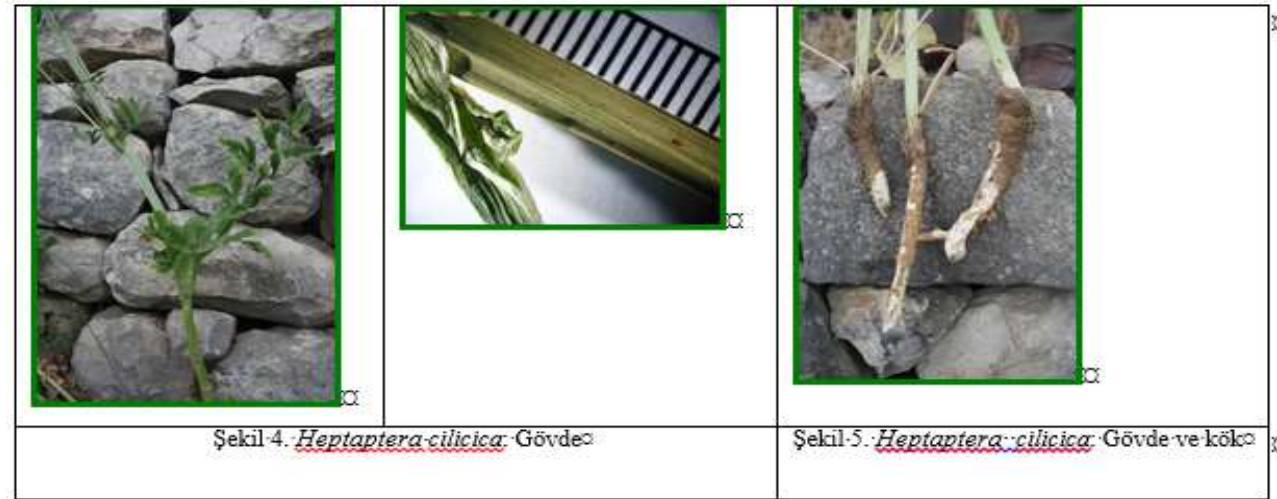 Şekil 4. Heptaptera cilicica: Gövde
Şekil 5. Heptaptera cilicica: Gövde ve kök